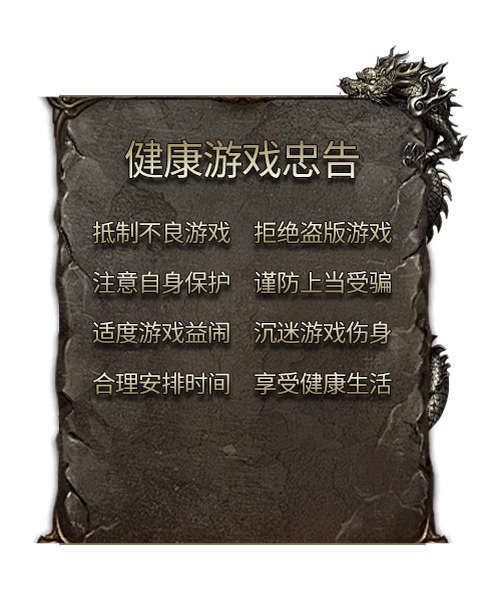 健康游戏忠告
抵制不良游戏 拒绝盗版游戏
注意自身保护 谨防上当受骗
适度游戏益闹 沉迷游戏伤身
合理安排时间 享受健康生活